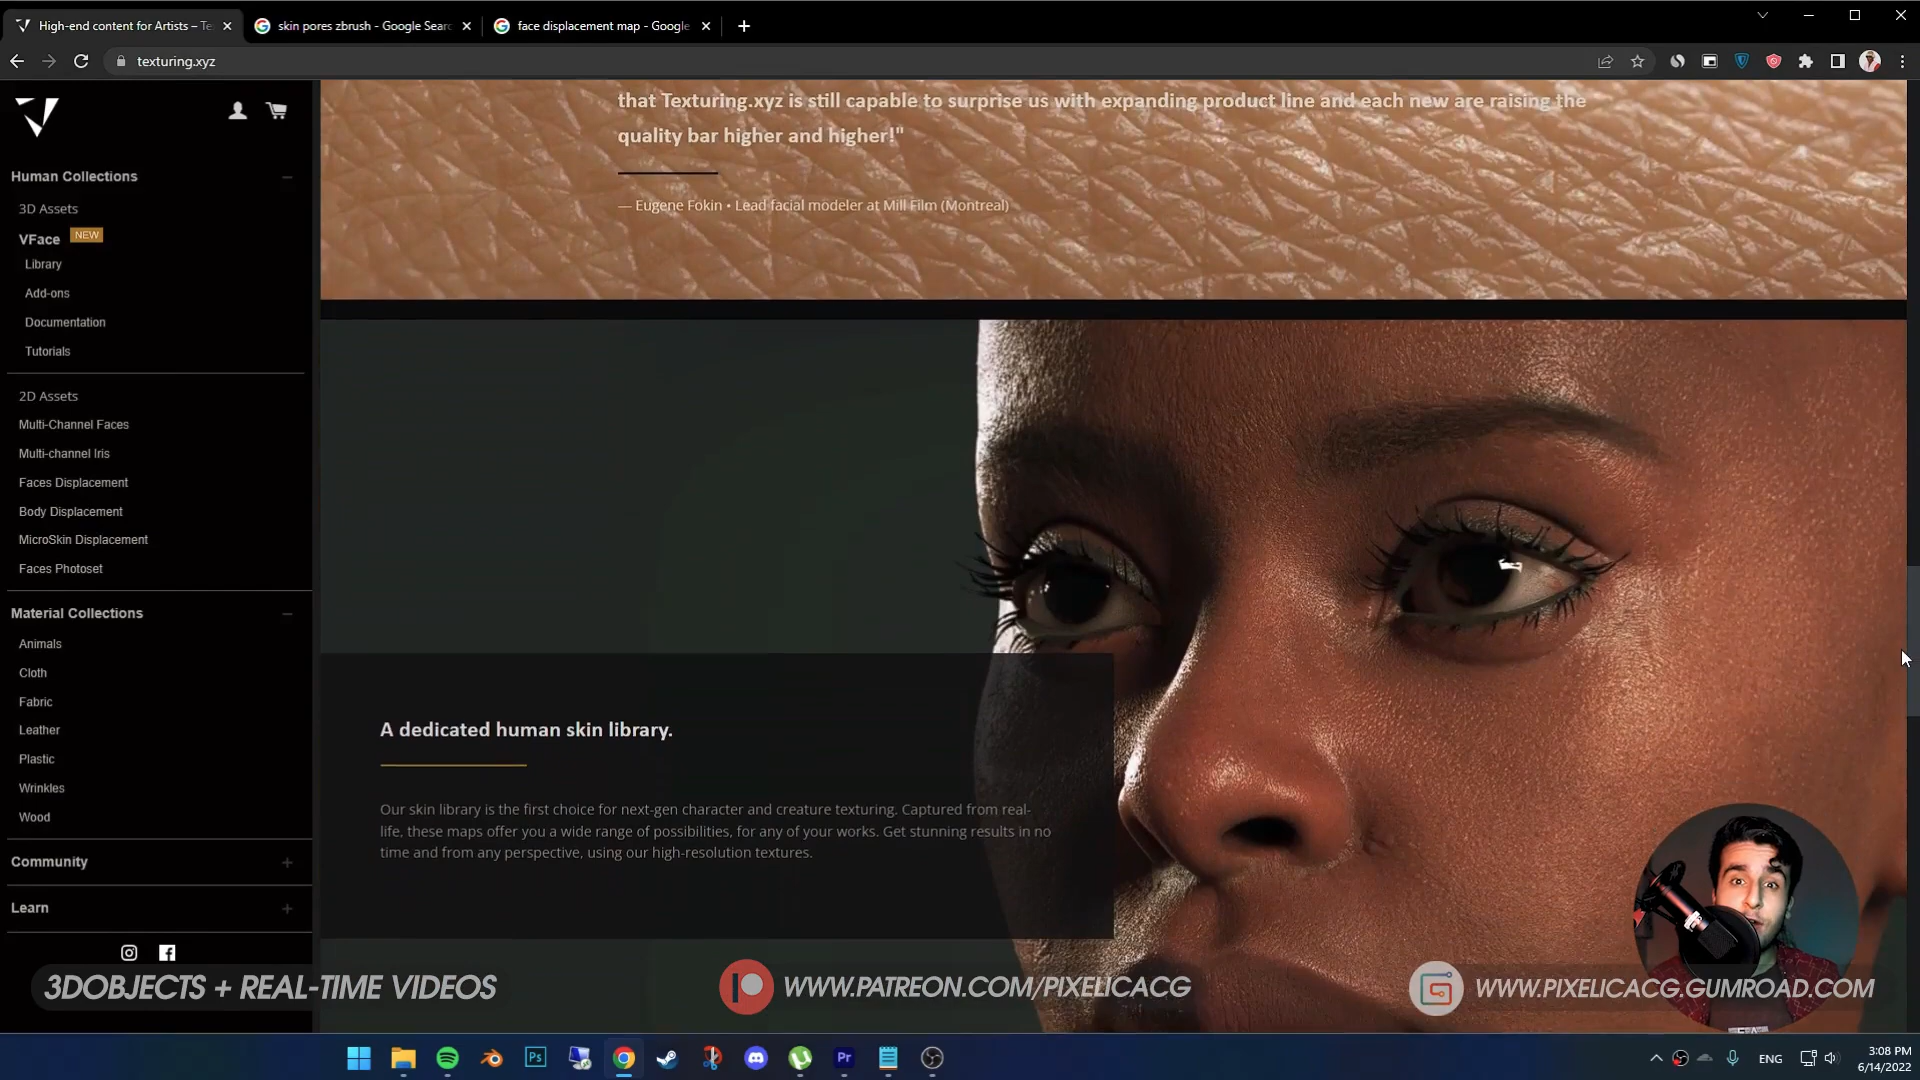 High-end content for Artists – Te
skin pores zbrush - Google Searc
face displacement map - Google
texturing.xyz
Human Collections
3D Assets
VFace NEW
Library
Add-ons
Documentation
Tutorials
2D Assets
Multi-Channel Faces
Multi-channel Iris
Faces Displacement
Body Displacement
MicroSkin Displacement
Faces Photoset
Material Collections
Animals
Cloth
Fabric
Leather
Plastic
Wrinkles
Wood
Community
Learn
that Texturing.xyz is still capable to surprise us with expanding product line and each new are raising the
quality bar higher and higher!"
— Eugene Fokin • Lead facial modeler at Mill Film (Montreal)
A dedicated human skin library.
Our skin library is the first choice for next-gen character and creature texturing. Captured from real-
life, these maps offer you a wide range of possibilities, for any of your works. Get stunning results in no
time and from any perspective, using our high-resolution textures.
3DOBJECTS + REAL-TIME VIDEOS
WWW.PATREON.COM/PIXELICACG
WWW.PIXELICACG.GUMROAD.COM
Ps
Pr
ENG
3:08 PM
6/14/2022